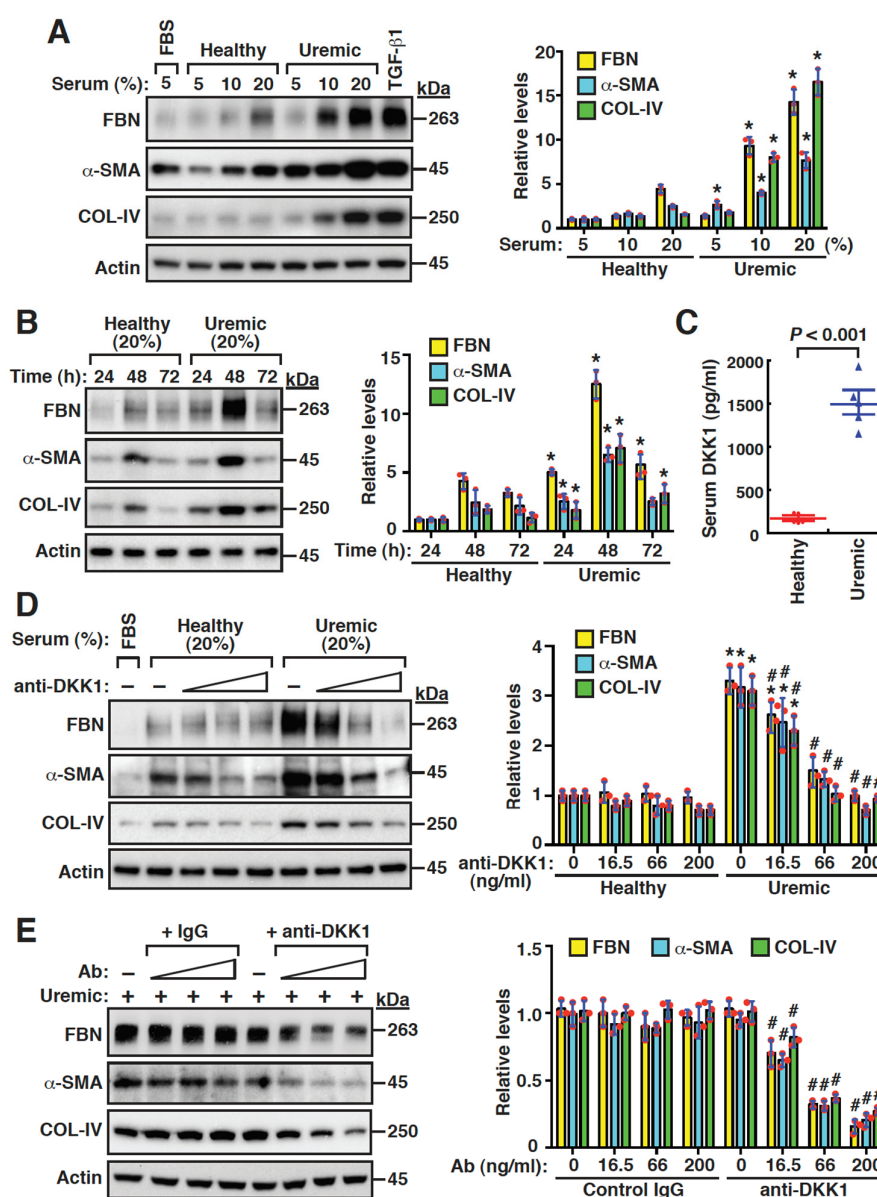 A
FBS
Healthy
Uremic
TGF-β1
Serum (%): 5 5 10 20 5 10 20
kDa
FBN
263
α-SMA
45
COL-IV
250
Actin
45
Relative levels
20
15
10
5
0
FBN
α-SMA
COL-IV
* * * * * * *
Serum: 5 10 20 5 10 20 (%)
Healthy Uremic
B
Healthy (20%)
Uremic (20%)
Time (h) 24 48 72 24 48 72
kDa
FBN
263
α-SMA
45
COL-IV
250
Actin
45
Relative levels
15
10
5
0
FBN
α-SMA
COL-IV
* * * * * * * *
Time (h): 24 48 72 24 48 72
Healthy Uremic
C
P < 0.001
Serum DKK1 (pg/ml)
2000
1500
1000
500
0
Healthy
Uremic
D
Serum (%):
FBS
Healthy (20%)
Uremic (20%)
anti-DKK1: – – –
kDa
FBN
263
α-SMA
45
COL-IV
250
Actin
45
Relative levels
4
3
2
1
0
FBN
α-SMA
COL-IV
* * *
# # #
* * *
# # #
# # #
anti-DKK1: (ng/ml)
0 16.5 66 200 0 16.5 66 200
Healthy Uremic
E
+ IgG
+ anti-DKK1
Ab: – –
Uremic: + + + + + + + +
kDa
FBN
263
α-SMA
45
COL-IV
250
Actin
45
Relative levels
1.5
1.0
0.5
0
FBN
α-SMA
COL-IV
# # #
# # #
# # #
Ab (ng/ml): 0 16.5 66 200 0 16.5 66 200
Control IgG anti-DKK1